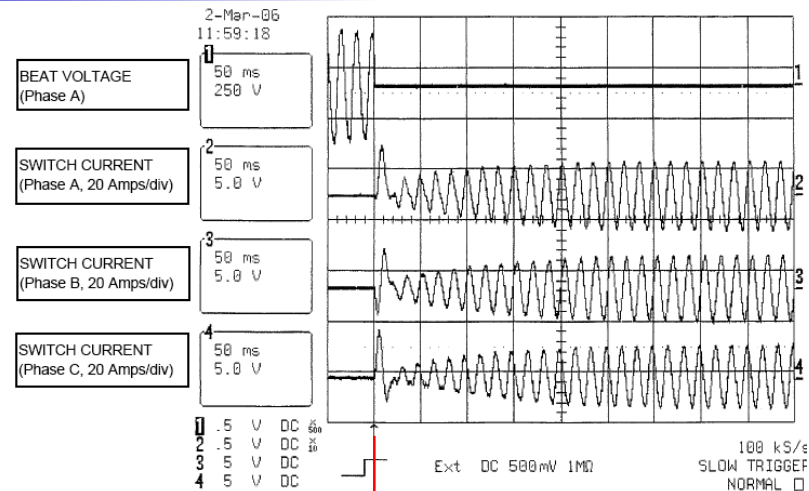 2-Mar-06
11:59:18
BEAT VOLTAGE
(Phase A)
1
50 ms
250 V
1
SWITCH CURRENT
(Phase A, 20 Amps/div)
2
50 ms
5.0 V
2
SWITCH CURRENT
(Phase B, 20 Amps/div)
3
50 ms
5.0 V
3
SWITCH CURRENT
(Phase C, 20 Amps/div)
4
50 ms
5.0 V
4
1 .5 V DC X500
2 .5 V DC X10
3 5 V DC
4 5 V DC
Ext DC 500mV 1MΩ
100 kS/s
SLOW TRIGGER
NORMAL